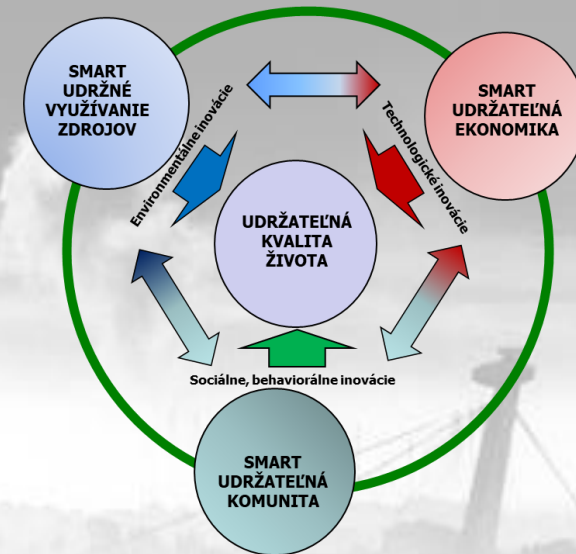 SMART
UDRŽNÉ
VYUŽÍVANIE
ZDROJOV
SMART
UDRŽATEĽNÁ
EKONOMIKA
Environmentálne inovácie
Technologické inovácie
UDRŽATEĽNÁ
KVALITA
ŽIVOTA
Sociálne, behaviorálne inovácie
SMART
UDRŽATEĽNÁ
KOMUNITA